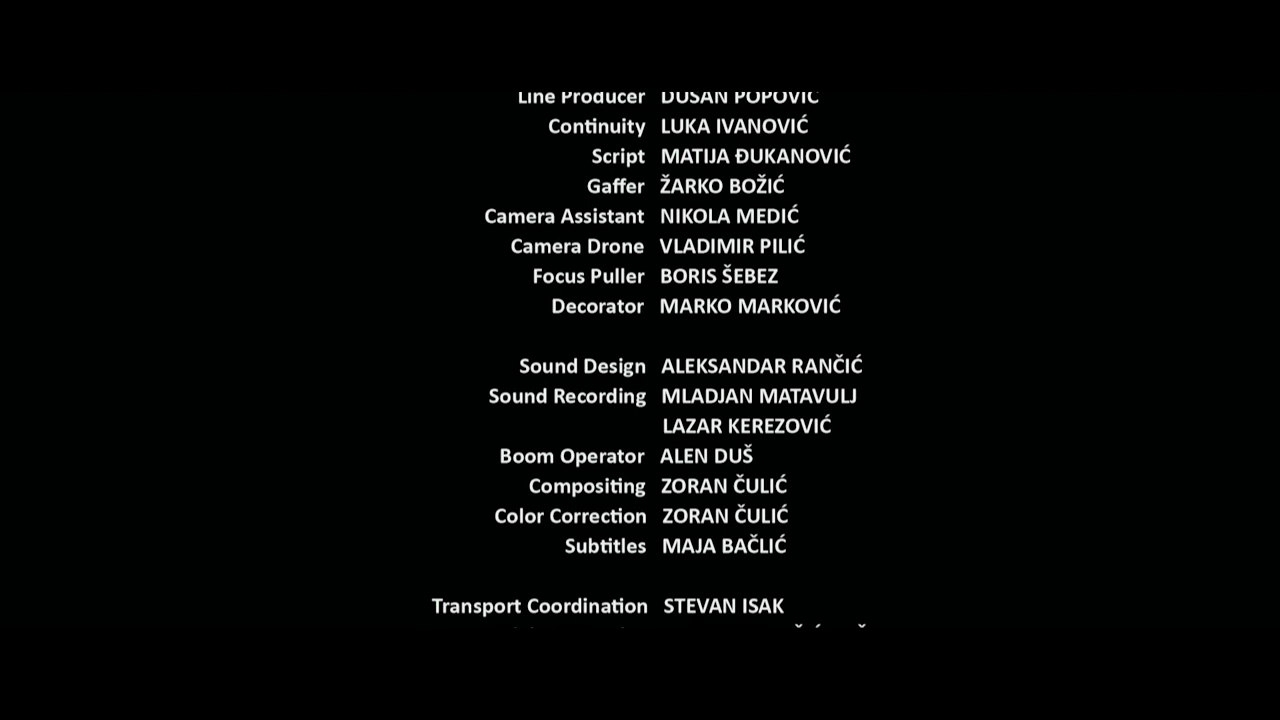 Line Producer DUŠAN POPOVIĆ
Continuity LUKA IVANOVIĆ
Script MATIJA ĐUKANOVIĆ
Gaffer ŽARKO BOŽIĆ
Camera Assistant NIKOLA MEDIĆ
Camera Drone VLADIMIR PILIĆ
Focus Puller BORIS ŠEBEZ
Decorator MARKO MARKOVIĆ
Sound Design ALEKSANDAR RANČIĆ
Sound Recording MLADJAN MATAVULJ
LAZAR KEREZOVIĆ
Boom Operator ALEN DUŠ
Compositing ZORAN ČULIĆ
Color Correction ZORAN ČULIĆ
Subtitles MAJA BAČLIĆ
Transport Coordination STEVAN ISAK